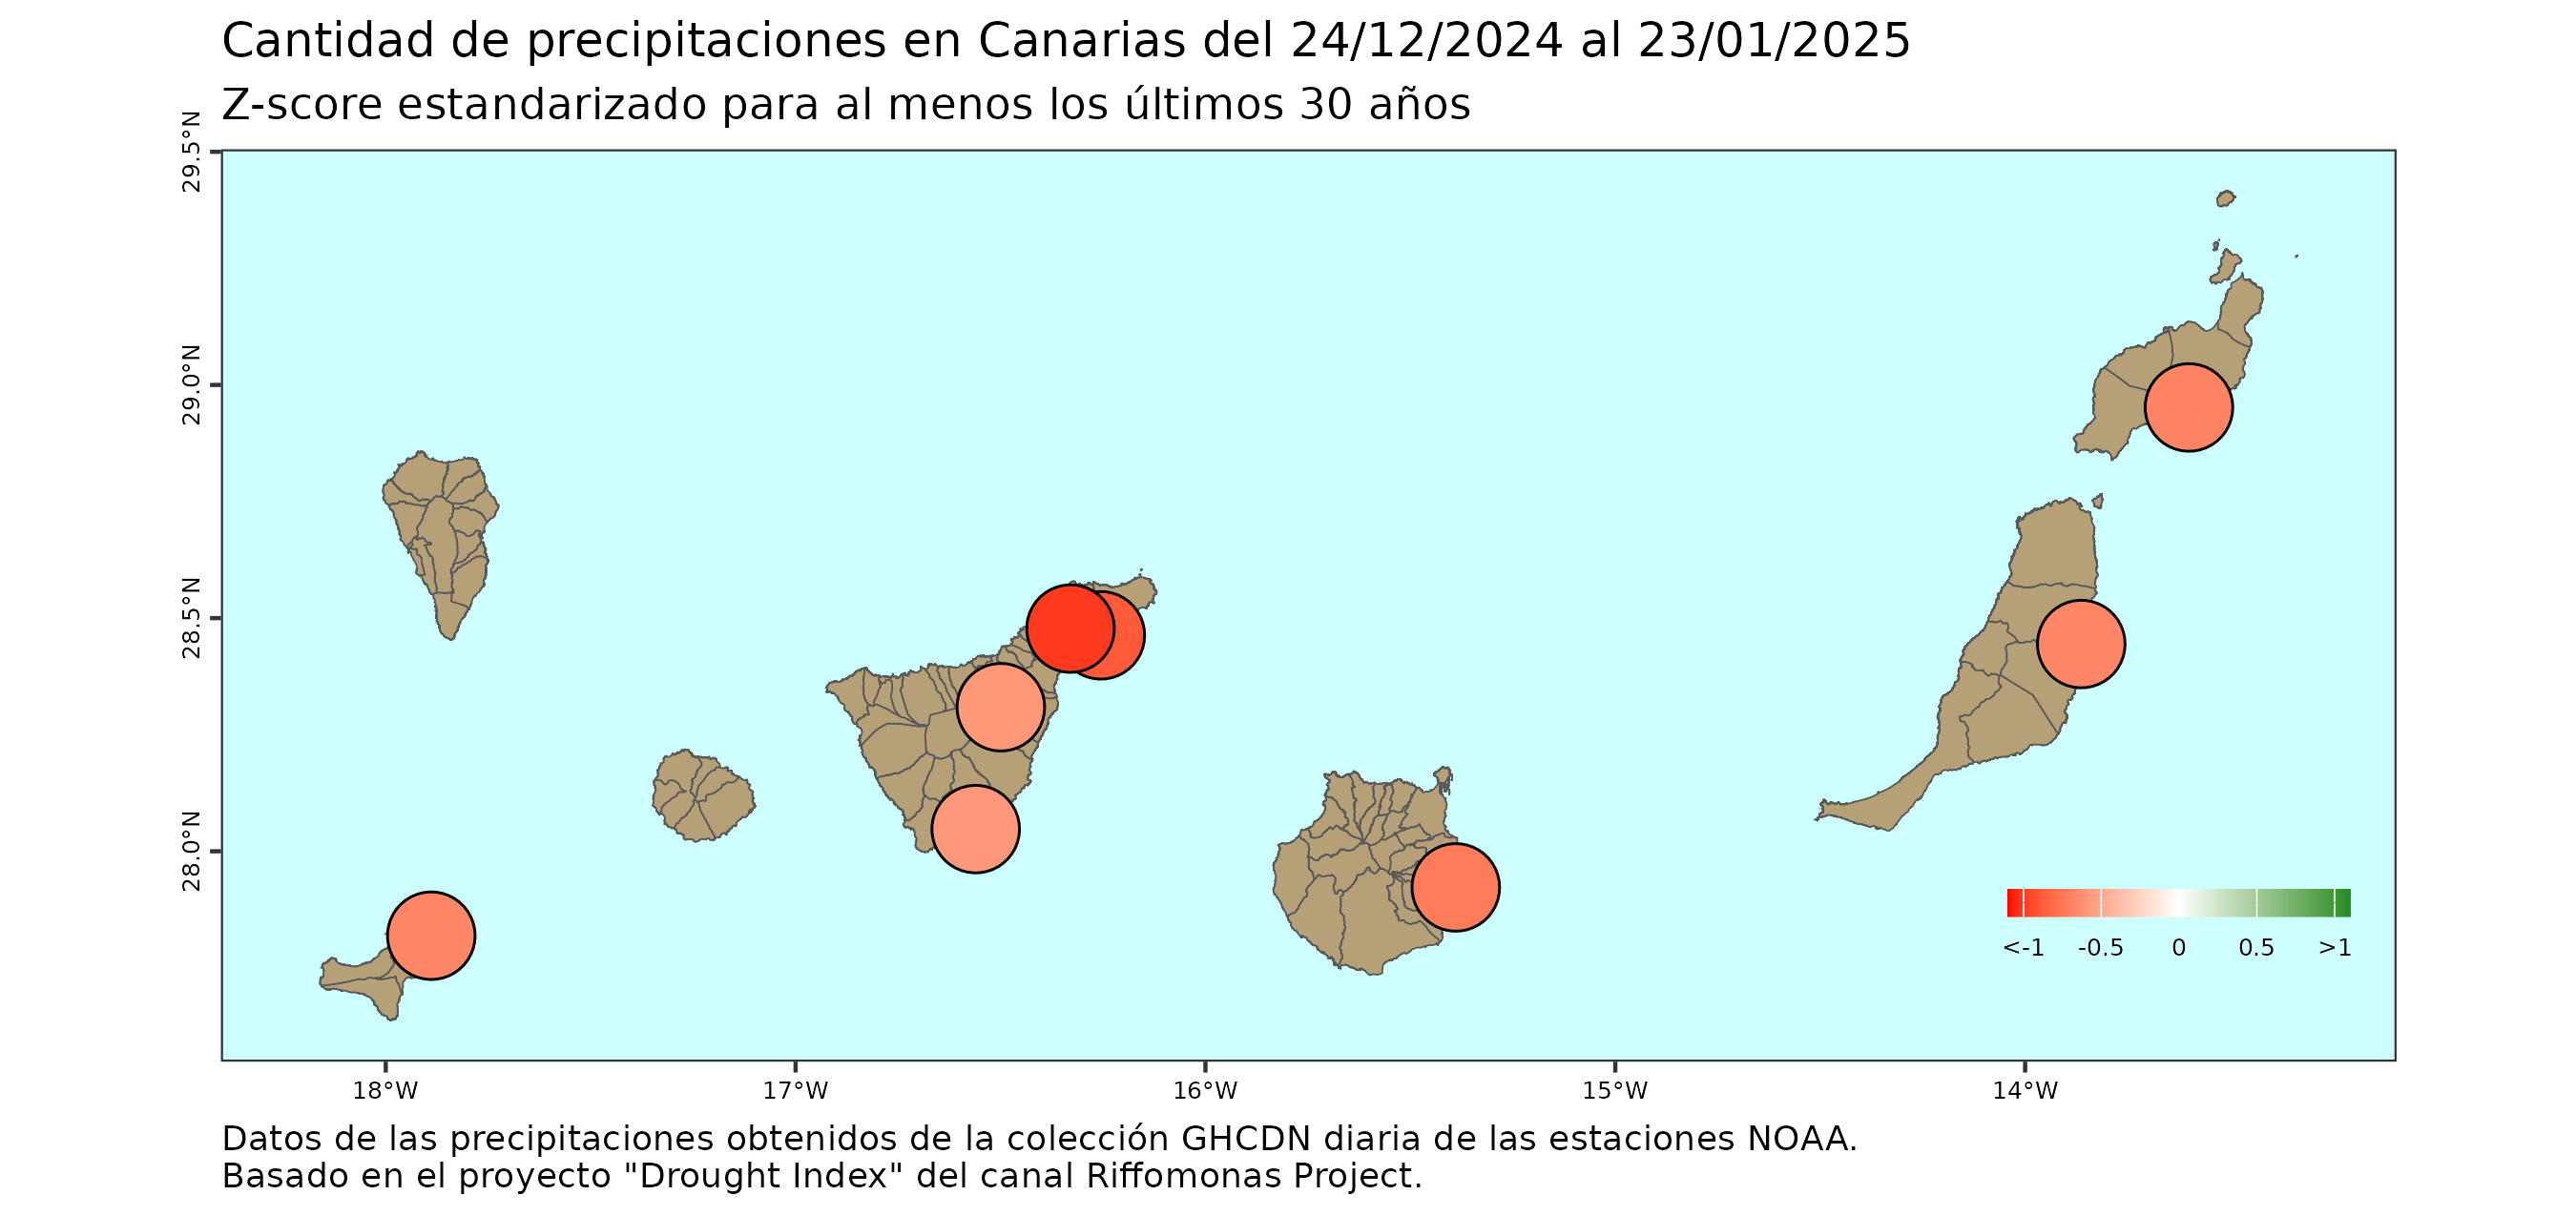 Cantidad de precipitaciones en Canarias del 24/12/2024 al 23/01/2025
Z-score estandarizado para al menos los últimos 30 años
29.5°N
29.0°N
28.5°N
28.0°N
<-1 -0.5 0 0.5 >1
18°W 17°W 16°W 15°W 14°W
Datos de las precipitaciones obtenidos de la colección GHCDN diaria de las estaciones NOAA.
Basado en el proyecto "Drought Index" del canal Riffomonas Project.